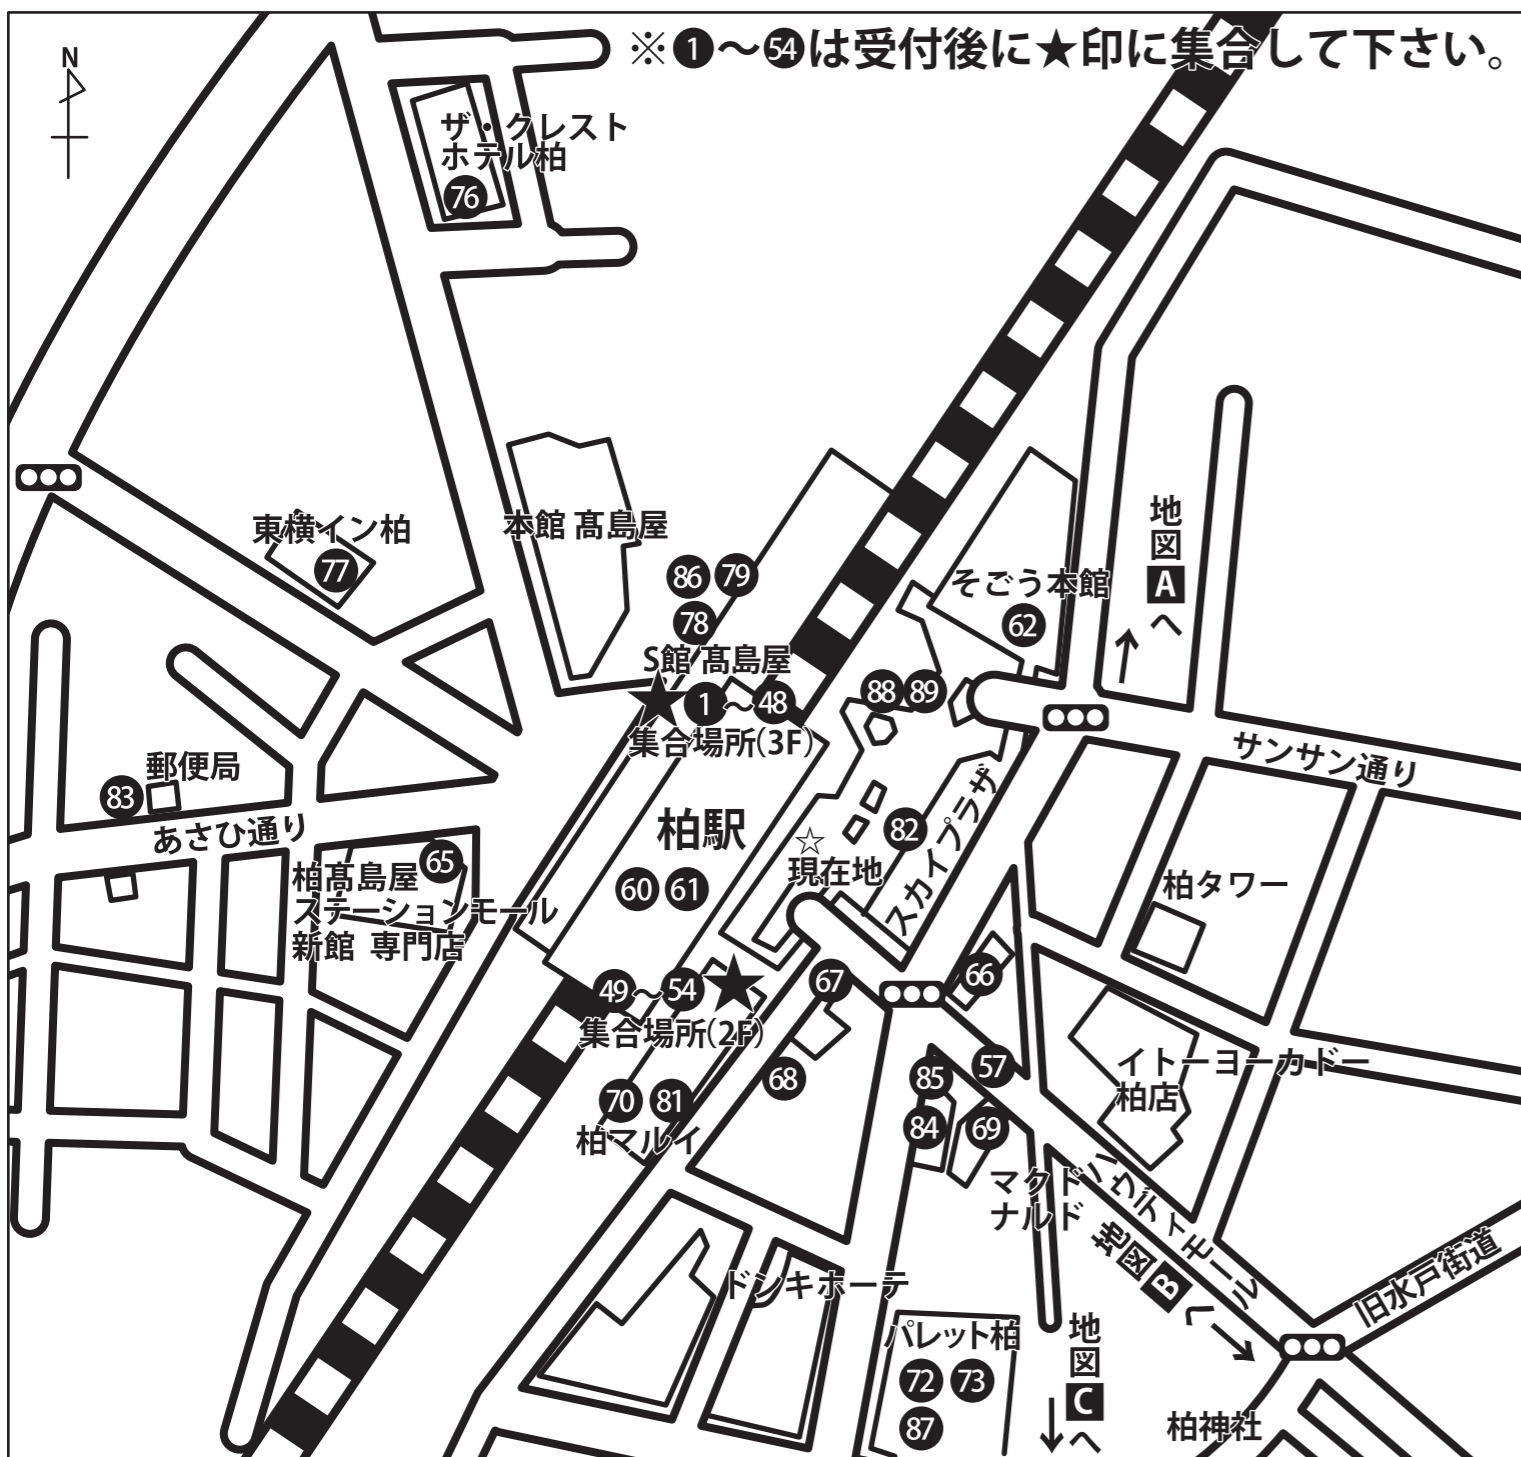 ※❶～54は受付後に★印に集合して下さい。
N
ザ・クレスト
ホテル柏
76
東横イン柏
77
本館 髙島屋
86 79
78
S館 髙島屋
★1～48
集合場所(3F)
そごう本館
62
地図Aへ
↑
88 89
サンサン通り
郵便局
83
あさひ通り
柏髙島屋
ステーションモール
新館 専門店
65
柏駅
60 61
☆
現在地
82
スカイプラザ
柏タワー
49～54★
集合場所(2F)
67
66
68
70 81
柏マルイ
85
57
84
69
イトーヨーカドー
柏店
マクド
ナルド
ハウディモール
地図Bへ→
旧水戸街道
ドンキホーテ
パレット柏
72 73
87
地図Cへ
↓
柏神社